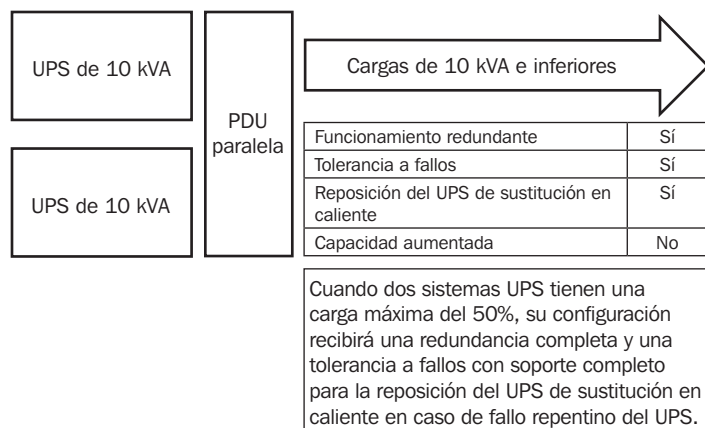 UPS de 10 kVA
UPS de 10 kVA
PDU
paralela
Cargas de 10 kVA e inferiores
Funcionamiento redundante Sí
Tolerancia a fallos Sí
Reposición del UPS de sustitución en Sí
caliente
Capacidad aumentada No
Cuando dos sistemas UPS tienen una
carga máxima del 50%, su configuración
recibirá una redundancia completa y una
tolerancia a fallos con soporte completo
para la reposición del UPS de sustitución en
caliente en caso de fallo repentino del UPS.